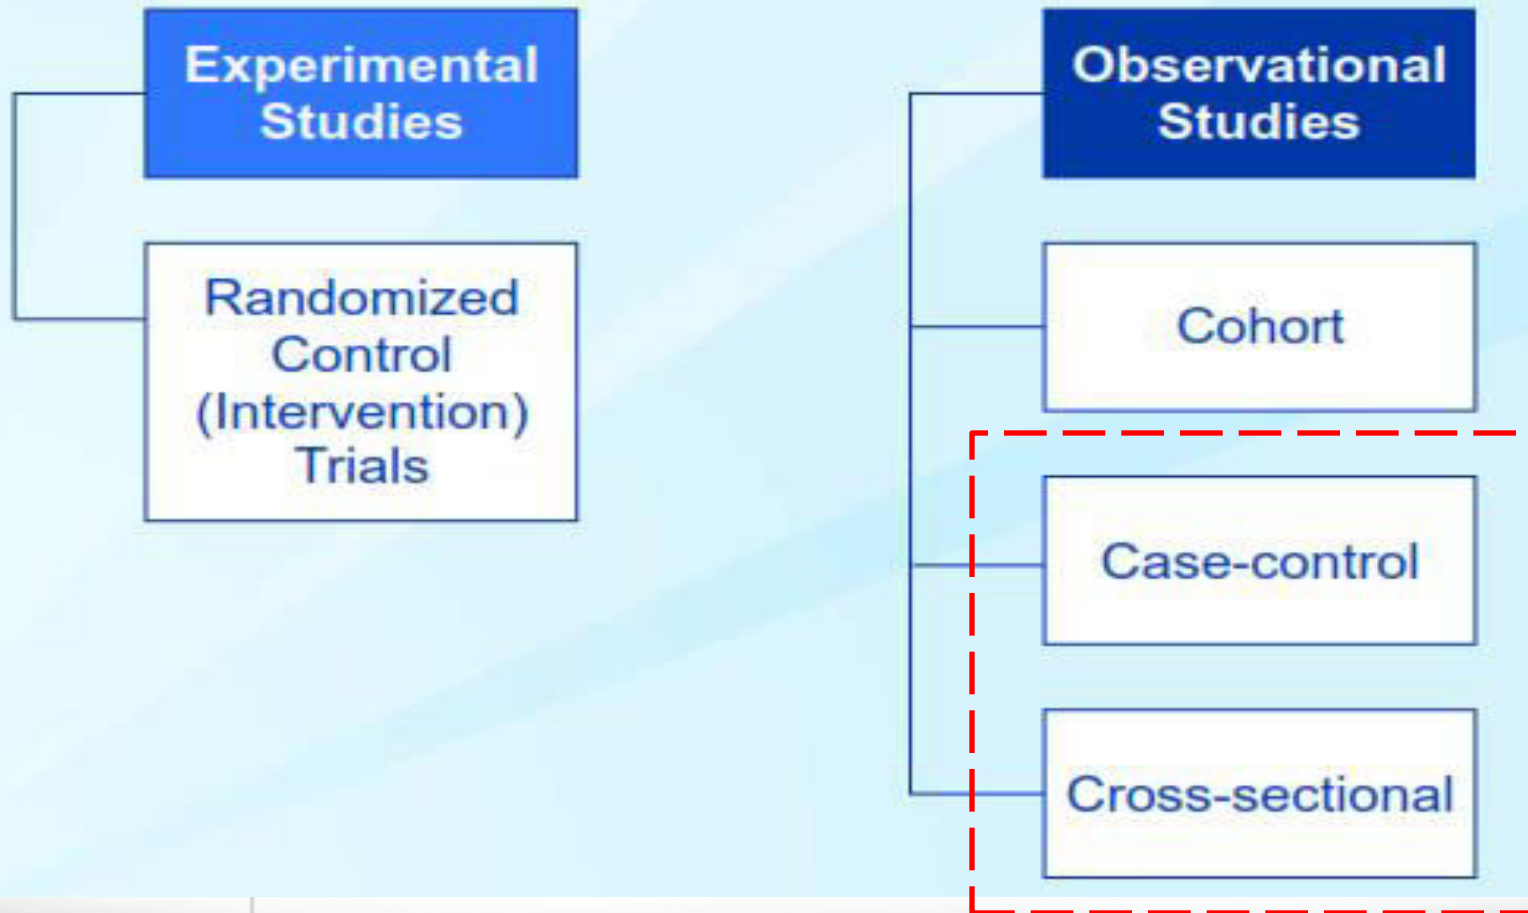 Experimental
Studies
Randomized
Control
(Intervention)
Trials
Observational
Studies
Cohort
Case-control
Cross-sectional